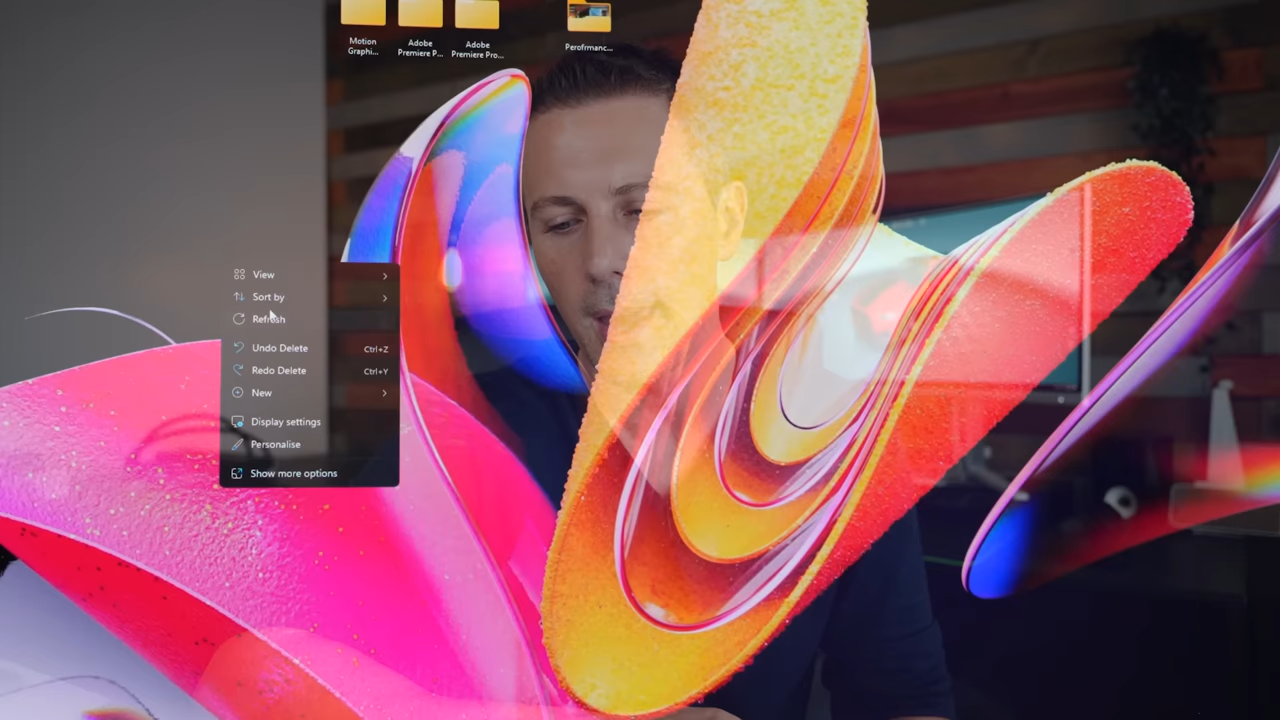 Motion
Graphi...
Adobe
Premiere P...
Adobe
Premiere Pro...
Perofrmanc...
View
Sort by
Refresh
Undo Delete Ctrl+Z
Redo Delete Ctrl+Y
New
Display settings
Personalise
Show more options